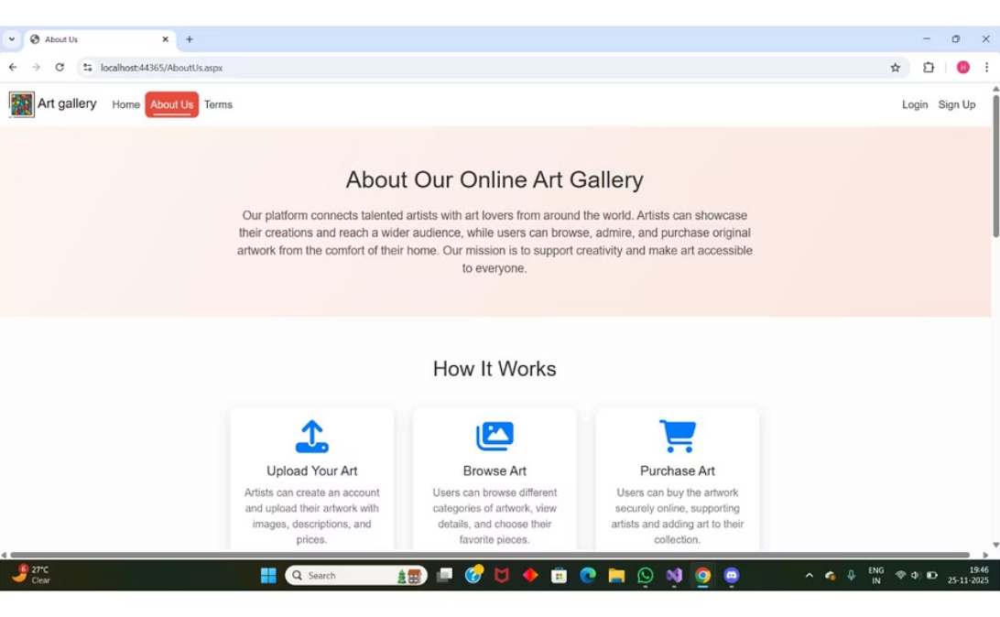 About Us
localhost:44365/AboutUs.aspx
H
Art gallery Home About Us Terms Login Sign Up
About Our Online Art Gallery
Our platform connects talented artists with art lovers from around the world. Artists can showcase
their creations and reach a wider audience, while users can browse, admire, and purchase original
artwork from the comfort of their home. Our mission is to support creativity and make art accessible
to everyone.
How It Works
Upload Your Art
Artists can create an account
and upload their artwork with
images, descriptions, and
prices.
Browse Art
Users can browse different
categories of artwork, view
details, and choose their
favorite pieces.
Purchase Art
Users can buy the artwork
securely online, supporting
artists and adding art to their
collection.
6
27°C
Clear
Search
ENG
IN
19:46
25-11-2025